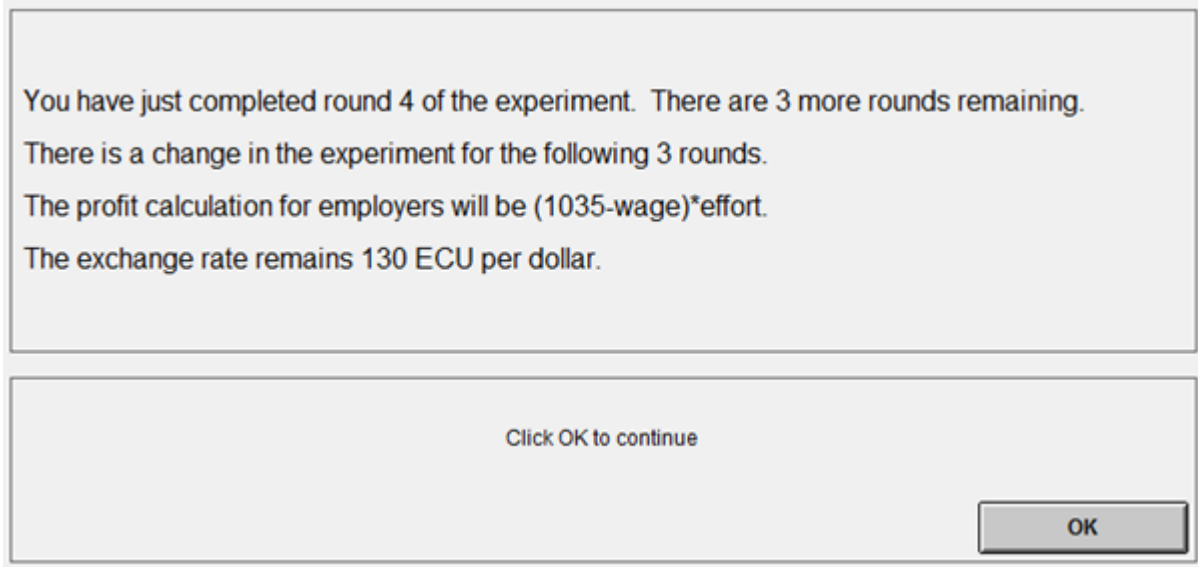 You have just completed round 4 of the experiment.  There are 3 more rounds remaining.
There is a change in the experiment for the following 3 rounds.
The profit calculation for employers will be (1035-wage)*effort.
The exchange rate remains 130 ECU per dollar.
Click OK to continue
OK